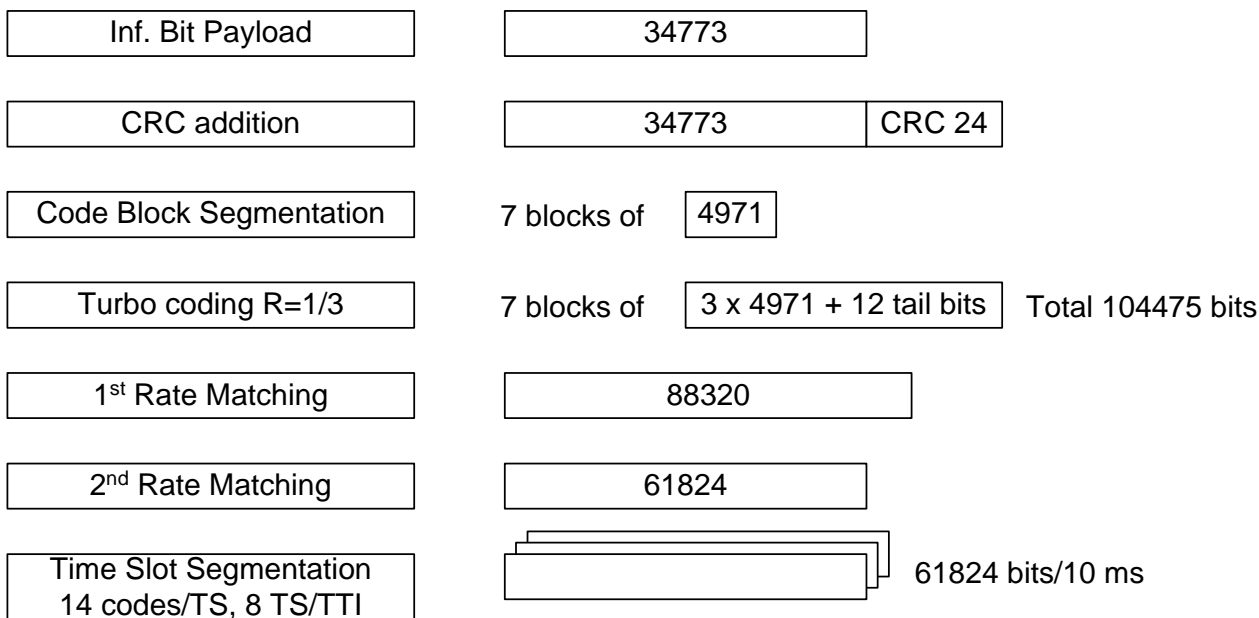 Inf. Bit Payload 34773
CRC addition 34773 CRC 24
Code Block Segmentation 7 blocks of 4971
Turbo coding R=1/3 7 blocks of 3 x 4971 + 12 tail bits Total 104475 bits
1st Rate Matching 88320
2nd Rate Matching 61824
Time Slot Segmentation
14 codes/TS, 8 TS/TTI
61824 bits/10 ms